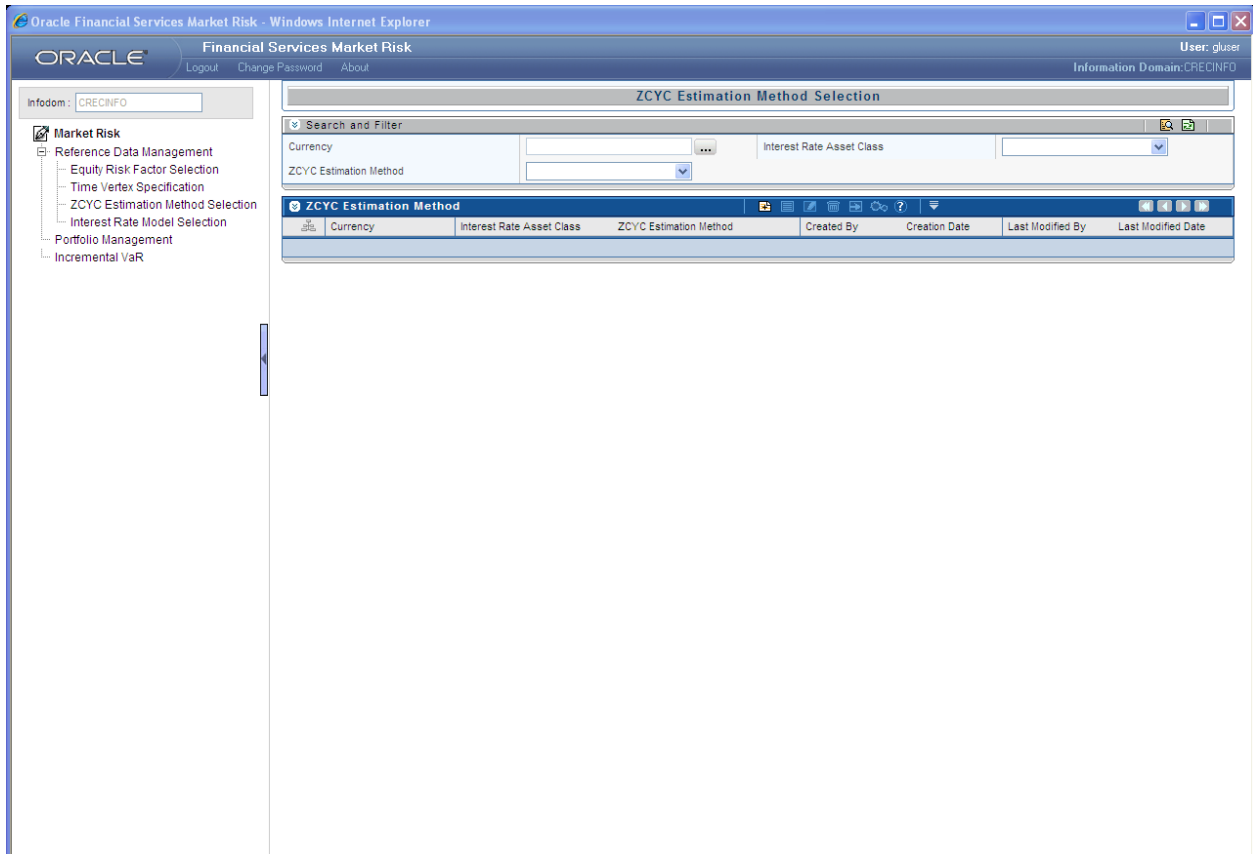 Oracle Financial Services Market Risk - Windows Internet Explorer
ORACLE
Financial Services Market Risk
User: gluser
Logout Change Password About
Information Domain:CRECINFO
Infodom : CRECINFO
Market Risk
Reference Data Management
Equity Risk Factor Selection
Time Vertex Specification
ZCYC Estimation Method Selection
Interest Rate Model Selection
Portfolio Management
Incremental VaR
ZCYC Estimation Method Selection
Search and Filter
Currency ... Interest Rate Asset Class
ZCYC Estimation Method
ZCYC Estimation Method
Currency Interest Rate Asset Class ZCYC Estimation Method Created By Creation Date Last Modified By Last Modified Date